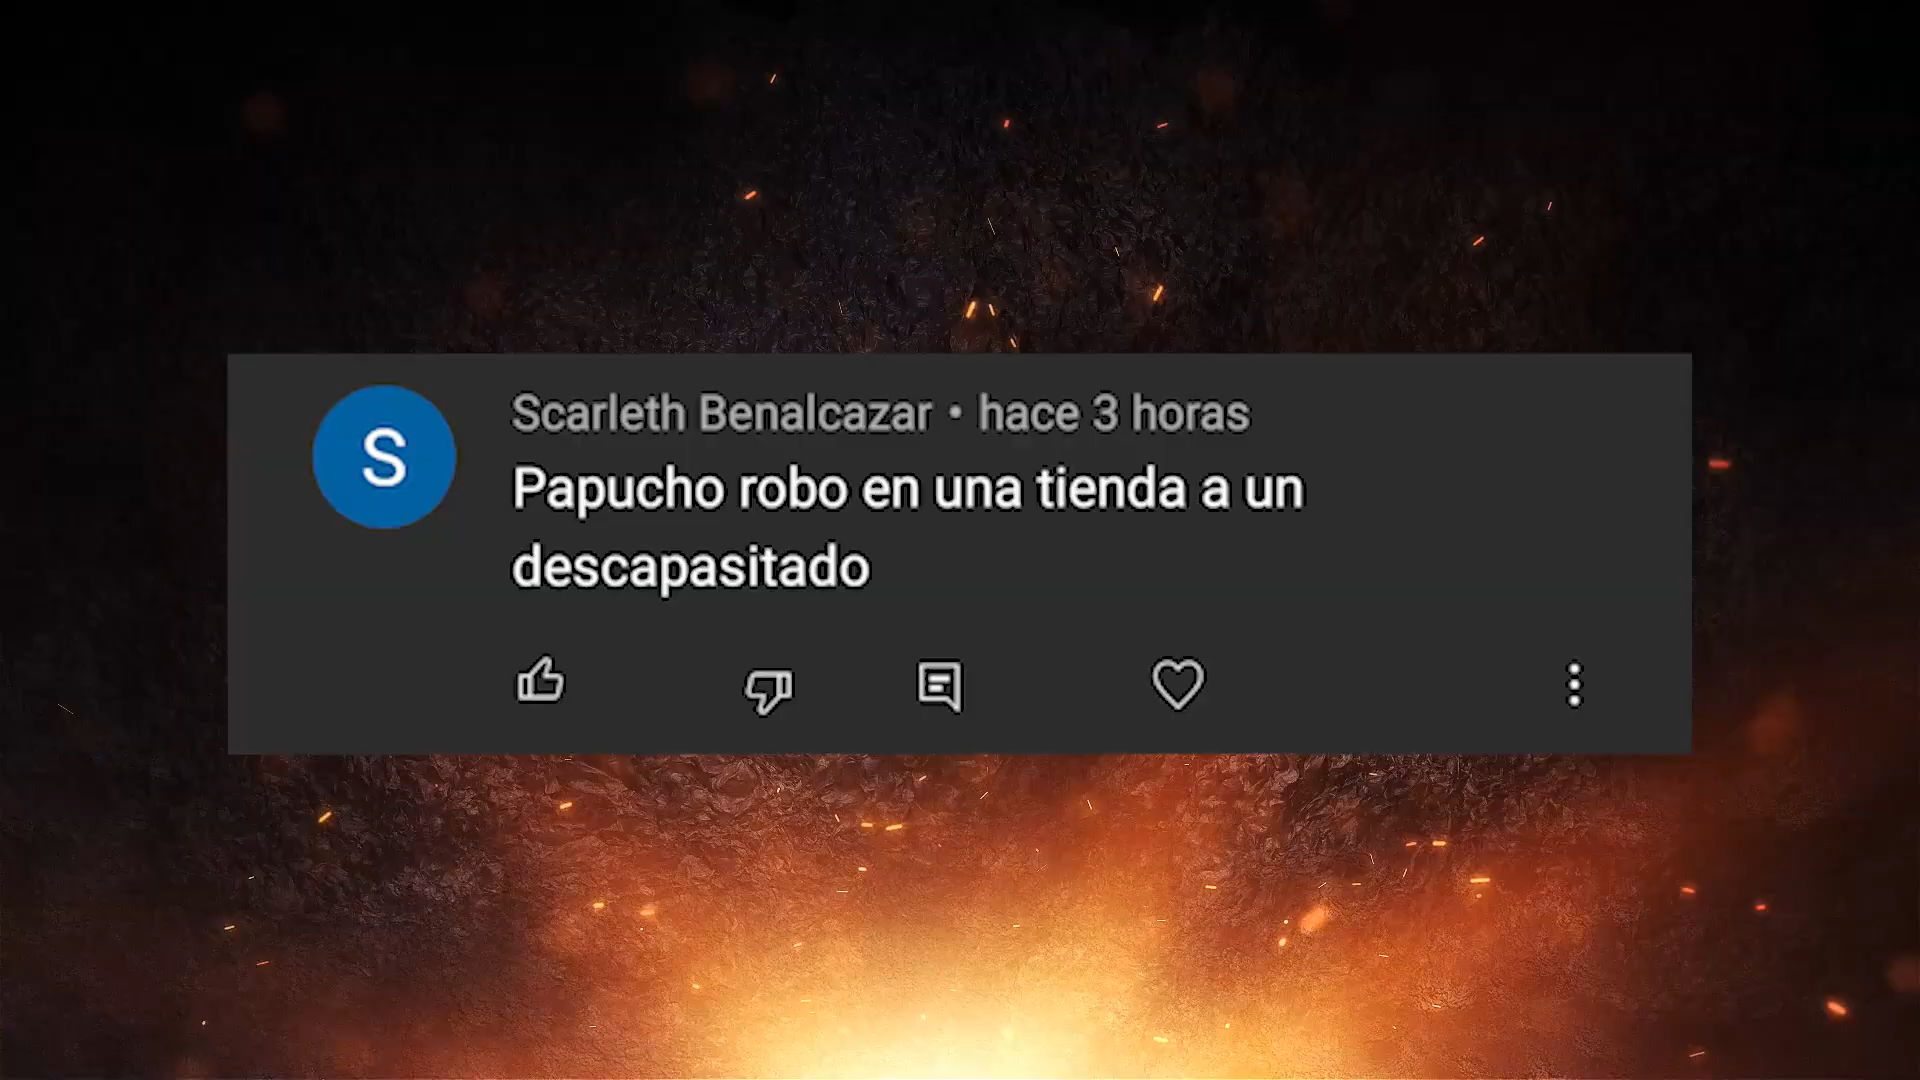 S
Scarleth Benalcazar • hace 3 horas
Papucho robo en una tienda a un
descapasitado